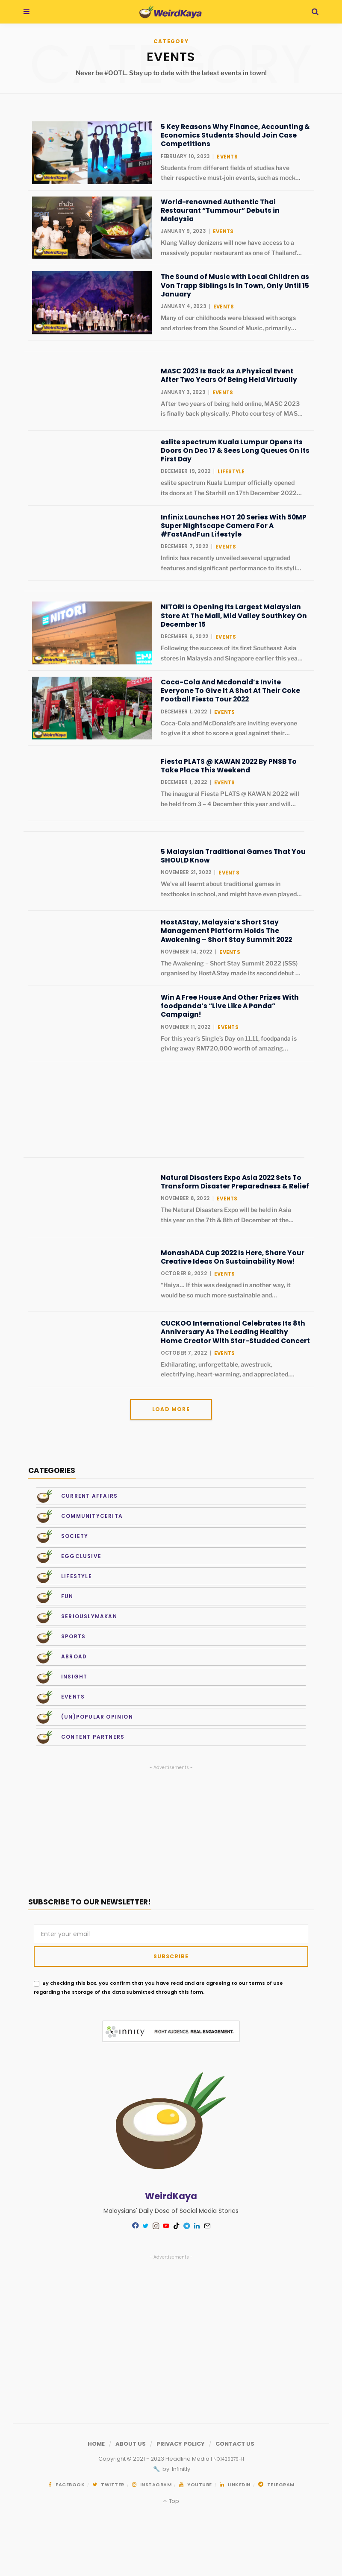 WeirdKaya
CATEGORY
CATEGORY
EVENTS
Never be #OOTL. Stay up to date with the latest events in town!
5 Key Reasons Why Finance, Accounting &
Economics Students Should Join Case
Competitions
FEBRUARY 10, 2023 | EVENTS
Students from different fields of studies have
their respective must-join events, such as mock...
WeirdKaya
World-renowned Authentic Thai
Restaurant “Tummour” Debuts in
Malaysia
JANUARY 9, 2023 | EVENTS
Klang Valley denizens will now have access to a
massively popular restaurant as one of Thailand'...
WeirdKaya
The Sound of Music with Local Children as
Von Trapp Siblings Is In Town, Only Until 15
January
JANUARY 4, 2023 | EVENTS
Many of our childhoods were blessed with songs
and stories from the Sound of Music, primarily...
WeirdKaya
MASC 2023 Is Back As A Physical Event
After Two Years Of Being Held Virtually
JANUARY 3, 2023 | EVENTS
After two years of being held online, MASC 2023
is finally back physically. Photo courtesy of MAS...
eslite spectrum Kuala Lumpur Opens Its
Doors On Dec 17 & Sees Long Queues On Its
First Day
DECEMBER 19, 2022 | LIFESTYLE
eslite spectrum Kuala Lumpur officially opened
its doors at The Starhill on 17th December 2022...
Infinix Launches HOT 20 Series With 50MP
Super Nightscape Camera For A
#FastAndFun Lifestyle
DECEMBER 7, 2022 | EVENTS
Infinix has recently unveiled several upgraded
features and significant performance to its styli...
NITORI
WeirdKaya
NITORI Is Opening Its Largest Malaysian
Store At The Mall, Mid Valley Southkey On
December 15
DECEMBER 6, 2022 | EVENTS
Following the success of its first Southeast Asia
stores in Malaysia and Singapore earlier this yea...
WeirdKaya
Coca-Cola And Mcdonald’s Invite
Everyone To Give It A Shot At Their Coke
Football Fiesta Tour 2022
DECEMBER 1, 2022 | EVENTS
Coca-Cola and McDonald's are inviting everyone
to give it a shot to score a goal against their...
Fiesta PLATS @ KAWAN 2022 By PNSB To
Take Place This Weekend
DECEMBER 1, 2022 | EVENTS
The inaugural Fiesta PLATS @ KAWAN 2022 will
be held from 3 – 4 December this year and will...
5 Malaysian Traditional Games That You
SHOULD Know
NOVEMBER 21, 2022 | EVENTS
We've all learnt about traditional games in
textbooks in school, and might have even played...
HostAStay, Malaysia’s Short Stay
Management Platform Holds The
Awakening – Short Stay Summit 2022
NOVEMBER 14, 2022 | EVENTS
The Awakening – Short Stay Summit 2022 (SSS)
organised by HostAStay made its second debut ...
Win A Free House And Other Prizes With
foodpanda’s “Live Like A Panda”
Campaign!
NOVEMBER 11, 2022 | EVENTS
For this year's Single's Day on 11.11, foodpanda is
giving away RM720,000 worth of amazing...
Natural Disasters Expo Asia 2022 Sets To
Transform Disaster Preparedness & Relief
NOVEMBER 8, 2022 | EVENTS
The Natural Disasters Expo will be held in Asia
this year on the 7th & 8th of December at the...
MonashADA Cup 2022 Is Here, Share Your
Creative Ideas On Sustainability Now!
OCTOBER 8, 2022 | EVENTS
“Haiya... If this was designed in another way, it
would be so much more sustainable and...
CUCKOO International Celebrates Its 8th
Anniversary As The Leading Healthy
Home Creator With Star-Studded Concert
OCTOBER 7, 2022 | EVENTS
Exhilarating, unforgettable, awestruck,
electrifying, heart-warming, and appreciated....
LOAD MORE
CATEGORIES
CURRENT AFFAIRS
COMMUNITYCERITA
SOCIETY
EGGCLUSIVE
LIFESTYLE
FUN
SERIOUSLYMAKAN
SPORTS
ABROAD
INSIGHT
EVENTS
(UN)POPULAR OPINION
CONTENT PARTNERS
- Advertisements -
SUBSCRIBE TO OUR NEWSLETTER!
Enter your email
SUBSCRIBE
By checking this box, you confirm that you have read and are agreeing to our terms of use
regarding the storage of the data submitted through this form.
innity RIGHT AUDIENCE. REAL ENGAGEMENT.
WeirdKaya
Malaysians' Daily Dose of Social Media Stories
- Advertisements -
HOME | ABOUT US | PRIVACY POLICY | CONTACT US
Copyright © 2021 - 2023 Headline Media
by Infinitly
FACEBOOK / TWITTER / INSTAGRAM / YOUTUBE / LINKEDIN / TELEGRAM
Top